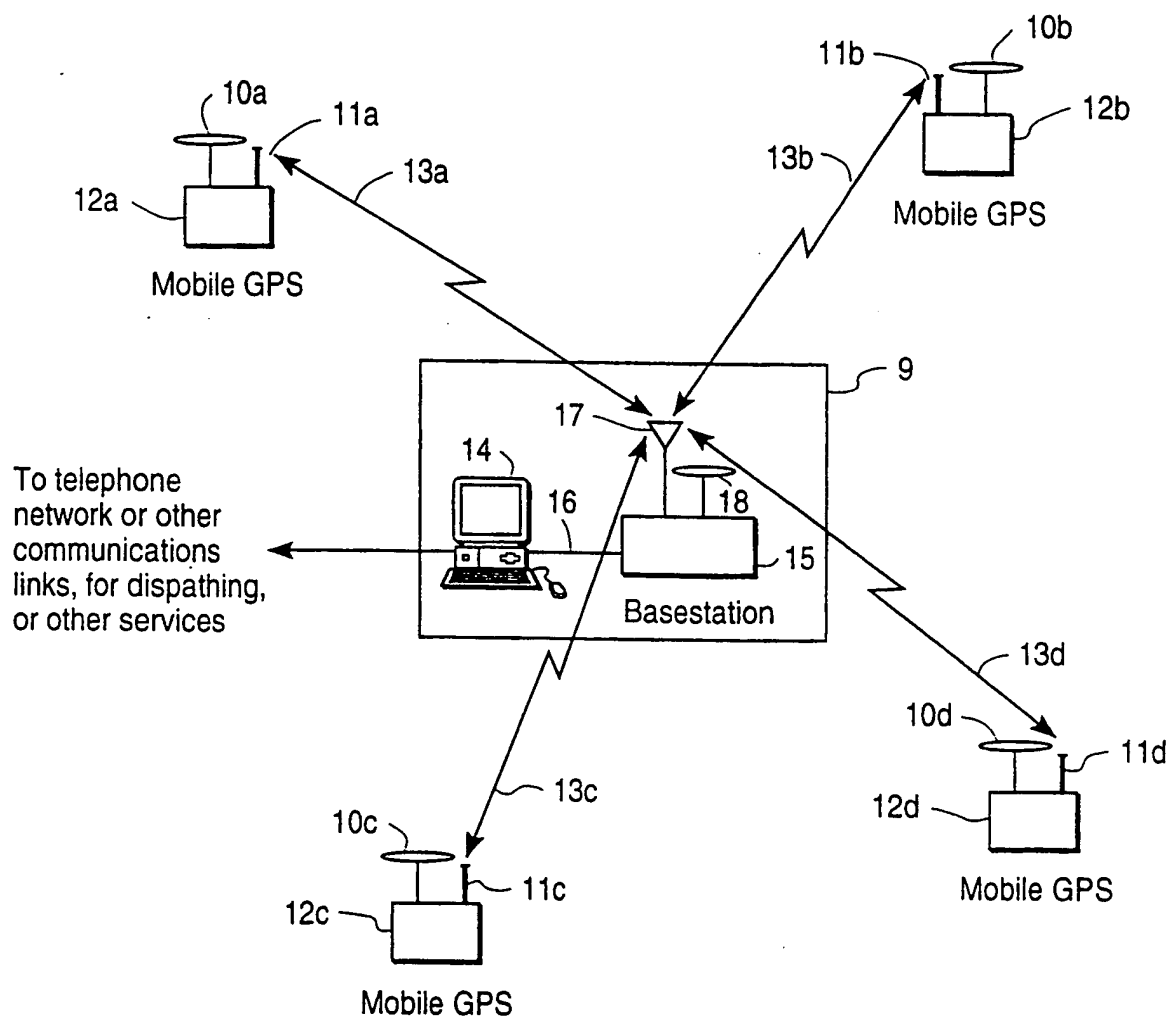 10b
11b
10a
11a
12b
13b
13a
12a
Mobile GPS
Mobile GPS
9
17
14
To telephone
network or other
communications
links, for dispathing,
or other services
16
18
15
Basestation
13d
10d
11d
13c
12d
10c
11c
Mobile GPS
12c
Mobile GPS